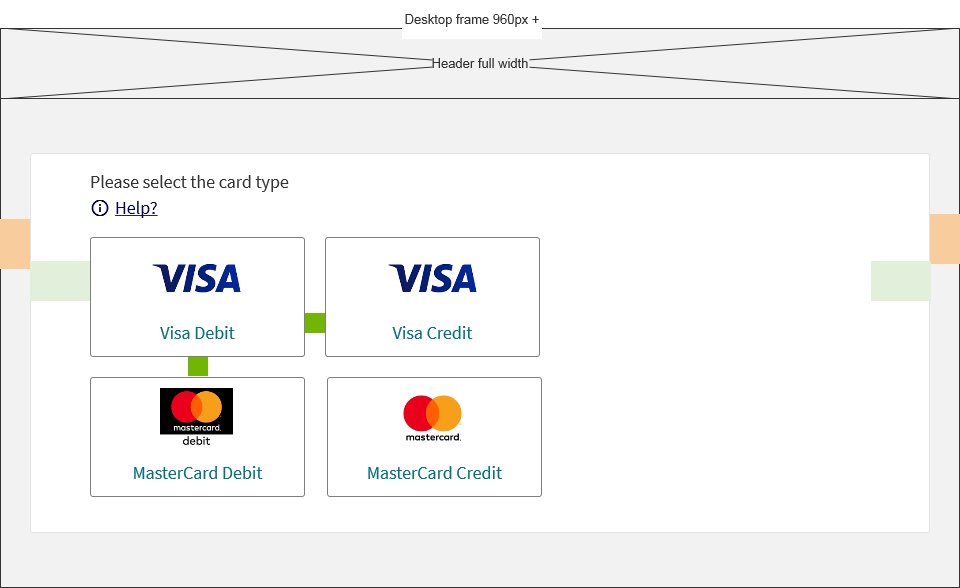 Desktop frame 960px +
Header full width
Please select the card type
Help?
VISA
Visa Debit
VISA
Visa Credit
mastercard.
debit
MasterCard Debit
mastercard.
MasterCard Credit